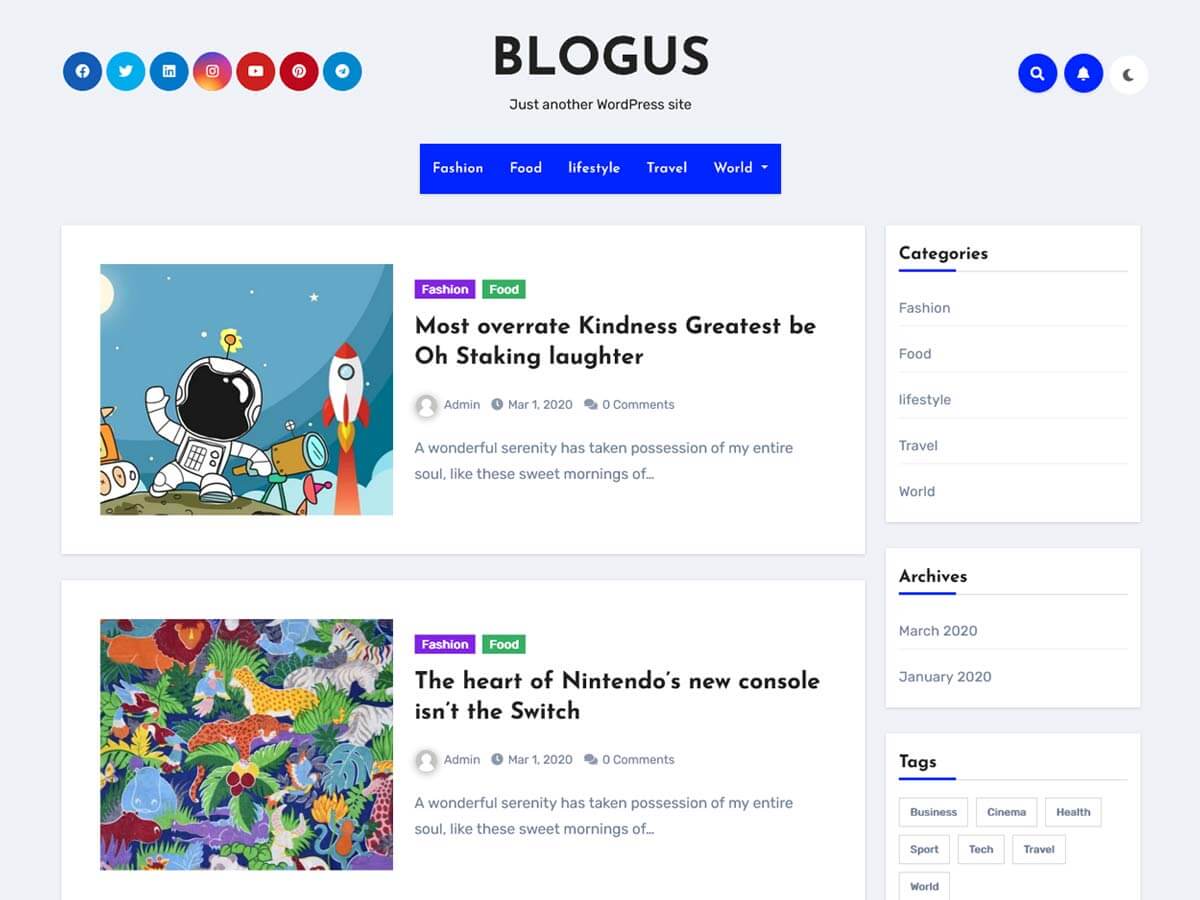 BLOGUS
Just another WordPress site
Fashion Food lifestyle Travel World
Fashion Food
Most overrate Kindness Greatest be
Oh Staking laughter
Admin Mar 1, 2020 0 Comments
A wonderful serenity has taken possession of my entire
soul, like these sweet mornings of...
Fashion Food
The heart of Nintendo's new console
isn't the Switch
Admin Mar 1, 2020 0 Comments
A wonderful serenity has taken possession of my entire
soul, like these sweet mornings of...
Categories
Fashion
Food
lifestyle
Travel
World
Archives
March 2020
January 2020
Tags
Business Cinema Health
Sport Tech Travel
World